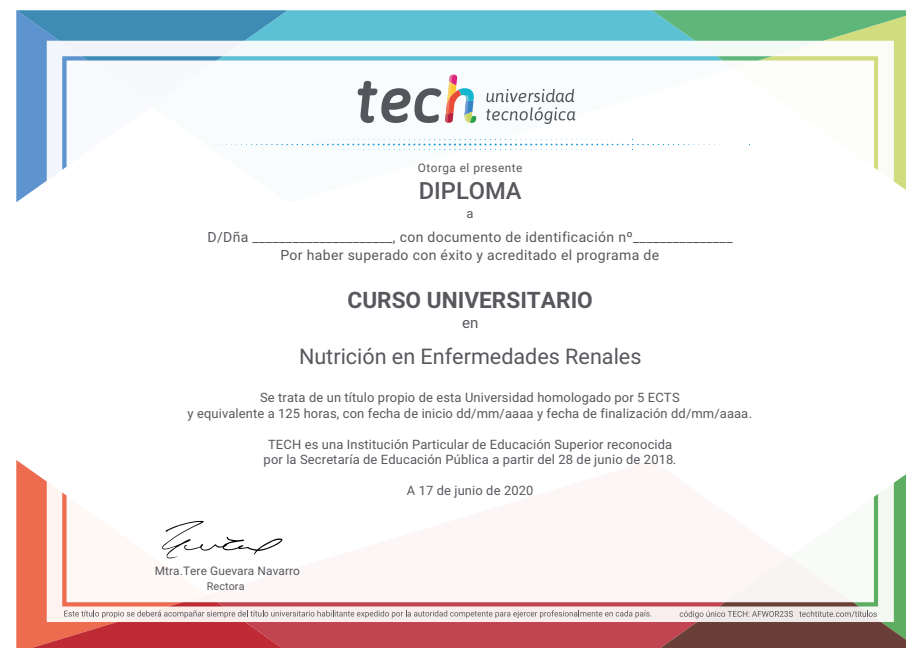 tech universidad
tecnológica
Otorga el presente
DIPLOMA
a
D/Dña _____________________, con documento de identificación nº_______________
Por haber superado con éxito y acreditado el programa de
CURSO UNIVERSITARIO
en
Nutrición en Enfermedades Renales
Se trata de un título propio de esta Universidad homologado por 5 ECTS
y equivalente a 125 horas, con fecha de inicio dd/mm/aaaa y fecha de finalización dd/mm/aaaa.
TECH es una Institución Particular de Educación Superior reconocida
por la Secretaría de Educación Pública a partir del 28 de junio de 2018.
A 17 de junio de 2020
Mtra.Tere Guevara Navarro
Rectora
Este título propio se deberá acompañar siempre del título universitario habilitante expedido por la autoridad competente para ejercer profesionalmente en cada país. código único TECH: AFWOR23S techtitute.com/titulos